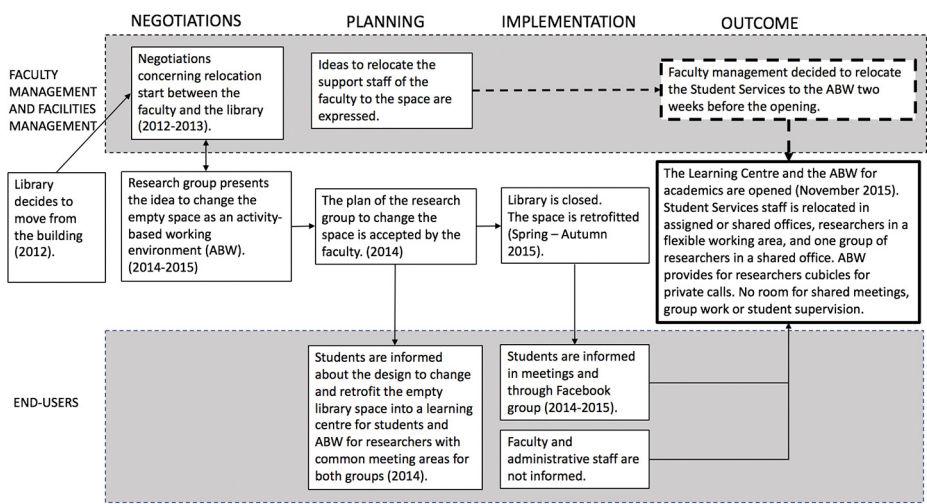 NEGOTIATIONS
PLANNING
IMPLEMENTATION
OUTCOME
FACULTY
MANAGEMENT
AND FACILITIES
MANAGEMENT
Negotiations
concerning relocation
start between the
faculty and the library
(2012-2013).
Ideas to relocate the
support staff of the
faculty to the space are
expressed.
Faculty management decided to relocate
the Student Services to the ABW two
weeks before the opening.
Library
decides to
move from
the building
(2012).
Research group presents
the idea to change the
empty space as an activity-
based working
environment (ABW).
(2014-2015)
The plan of the research
group to change the
space is accepted by the
faculty. (2014)
Library is closed.
The space is retrofitted
(Spring – Autumn
2015).
The Learning Centre and the ABW for
academics are opened (November 2015).
Student Services staff is relocated in
assigned or shared offices, researchers in a
flexible working area, and one group of
researchers in a shared office. ABW
provides for researchers cubicles for
private calls. No room for shared meetings,
group work or student supervision.
END-USERS
Students are informed
about the design to change
and retrofit the empty
library space into a learning
centre for students and
ABW for researchers with
common meeting areas for
both groups (2014).
Students are informed
in meetings and
through Facebook
group (2014-2015).
Faculty and
administrative staff are
not informed.